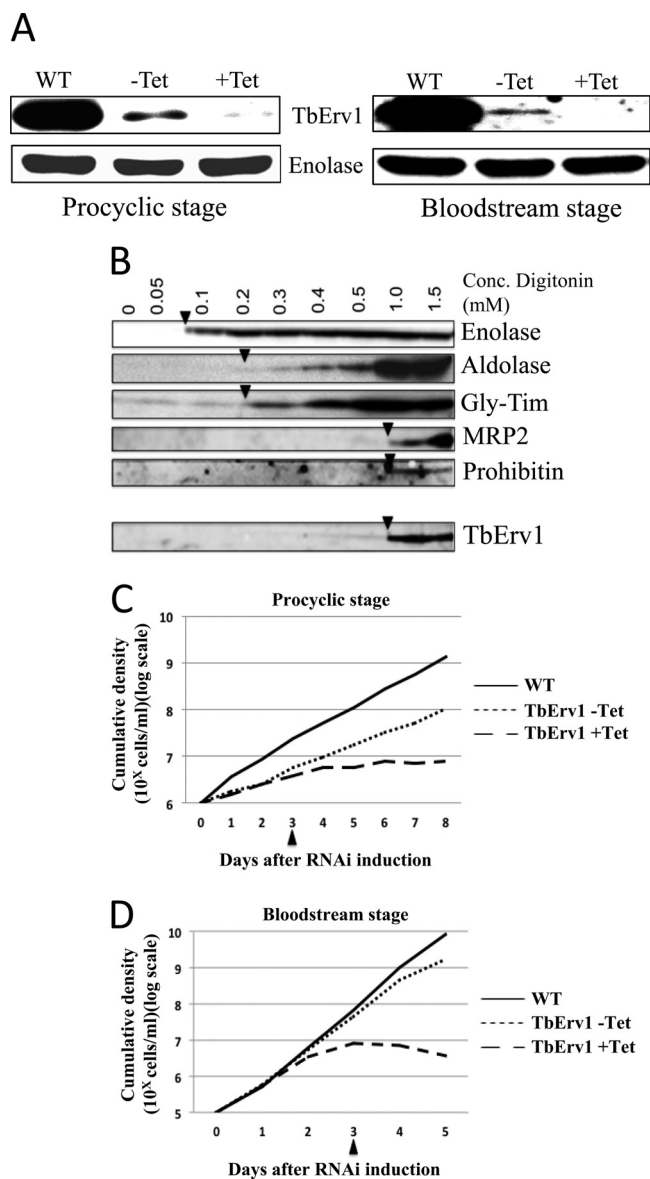 A
WT -Tet +Tet
TbErv1
WT -Tet +Tet
Enolase
Procyclic stage
Bloodstream stage
B
0 0.05 0.1 0.2 0.3 0.4 0.5 1.0 1.5
Conc. Digitonin
(mM)
Enolase
Aldolase
Gly-Tim
MRP2
Prohibitin
TbErv1
C
Procyclic stage
Cumulative density
(10^X cells/ml)(log scale)
10
9
8
7
6
0 1 2 3 4 5 6 7 8
Days after RNAi induction
WT
TbErv1 -Tet
TbErv1 +Tet
D
Bloodstream stage
Cumulative density
(10^X cells/ml)(log scale)
10
9
8
7
6
5
0 1 2 3 4 5
Days after RNAi induction
WT
TbErv1 -Tet
TbErv1 +Tet